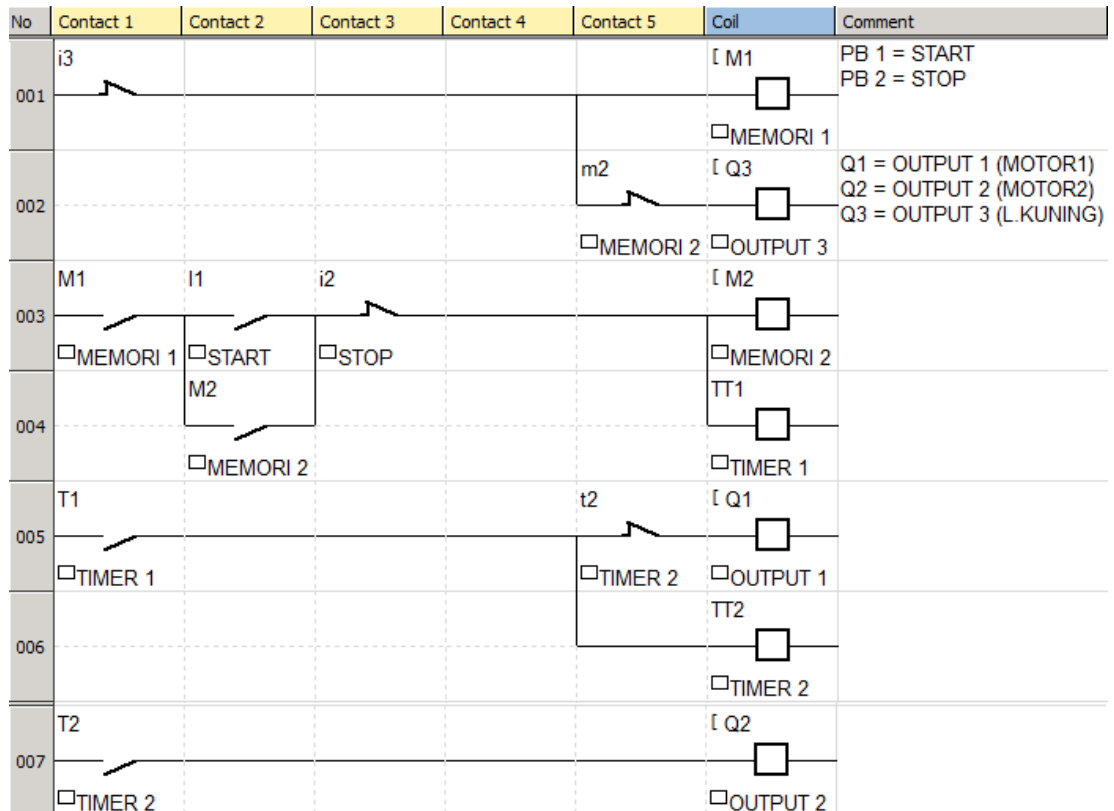 No Contact 1 Contact 2 Contact 3 Contact 4 Contact 5 Coil Comment
i3 [ M1 PB 1 = START
PB 2 = STOP
001
MEMORI 1
m2 [ Q3 Q1 = OUTPUT 1 (MOTOR1)
Q2 = OUTPUT 2 (MOTOR2)
002 Q3 = OUTPUT 3 (L.KUNING)
MEMORI 2 OUTPUT 3
M1 I1 i2 [ M2
003
MEMORI 1 START STOP MEMORI 2
M2 TT1
004
MEMORI 2 TIMER 1
T1 t2 [ Q1
005
TIMER 1 TIMER 2 OUTPUT 1
TT2
006
TIMER 2
T2 [ Q2
007
TIMER 2 OUTPUT 2